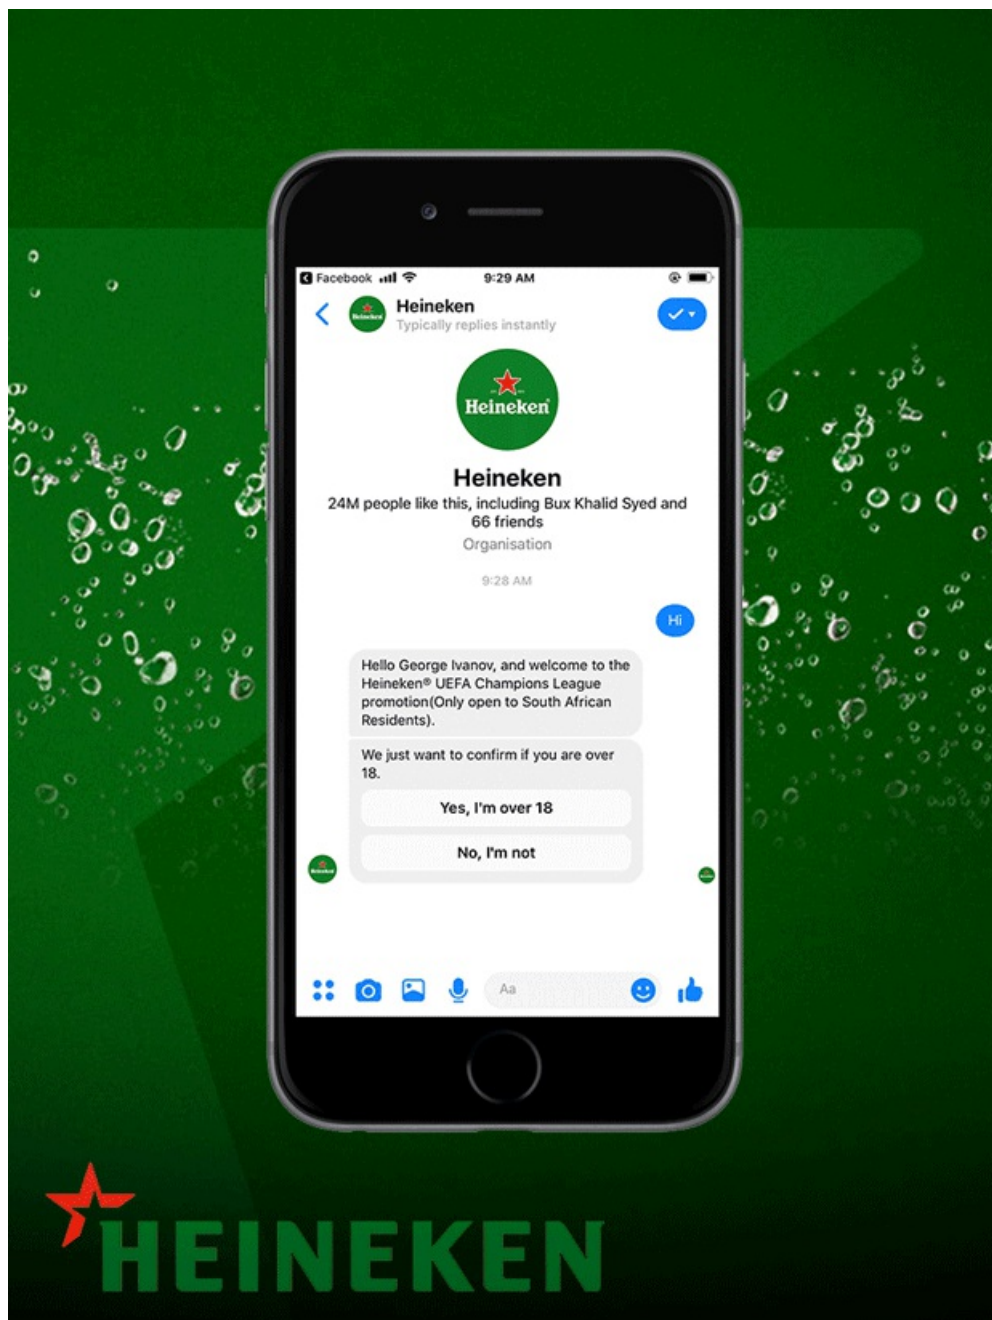 Facebook
9:29 AM
Heineken
Heineken
Typically replies instantly
Heineken
Heineken
24M people like this, including Bux Khalid Syed and
66 friends
Organisation
9:28 AM
Hi
Hello George Ivanov, and welcome to the
Heineken® UEFA Champions League
promotion(Only open to South African
Residents).
We just want to confirm if you are over
18.
Yes, I'm over 18
No, I'm not
Heineken
Aa
HEINEKEN